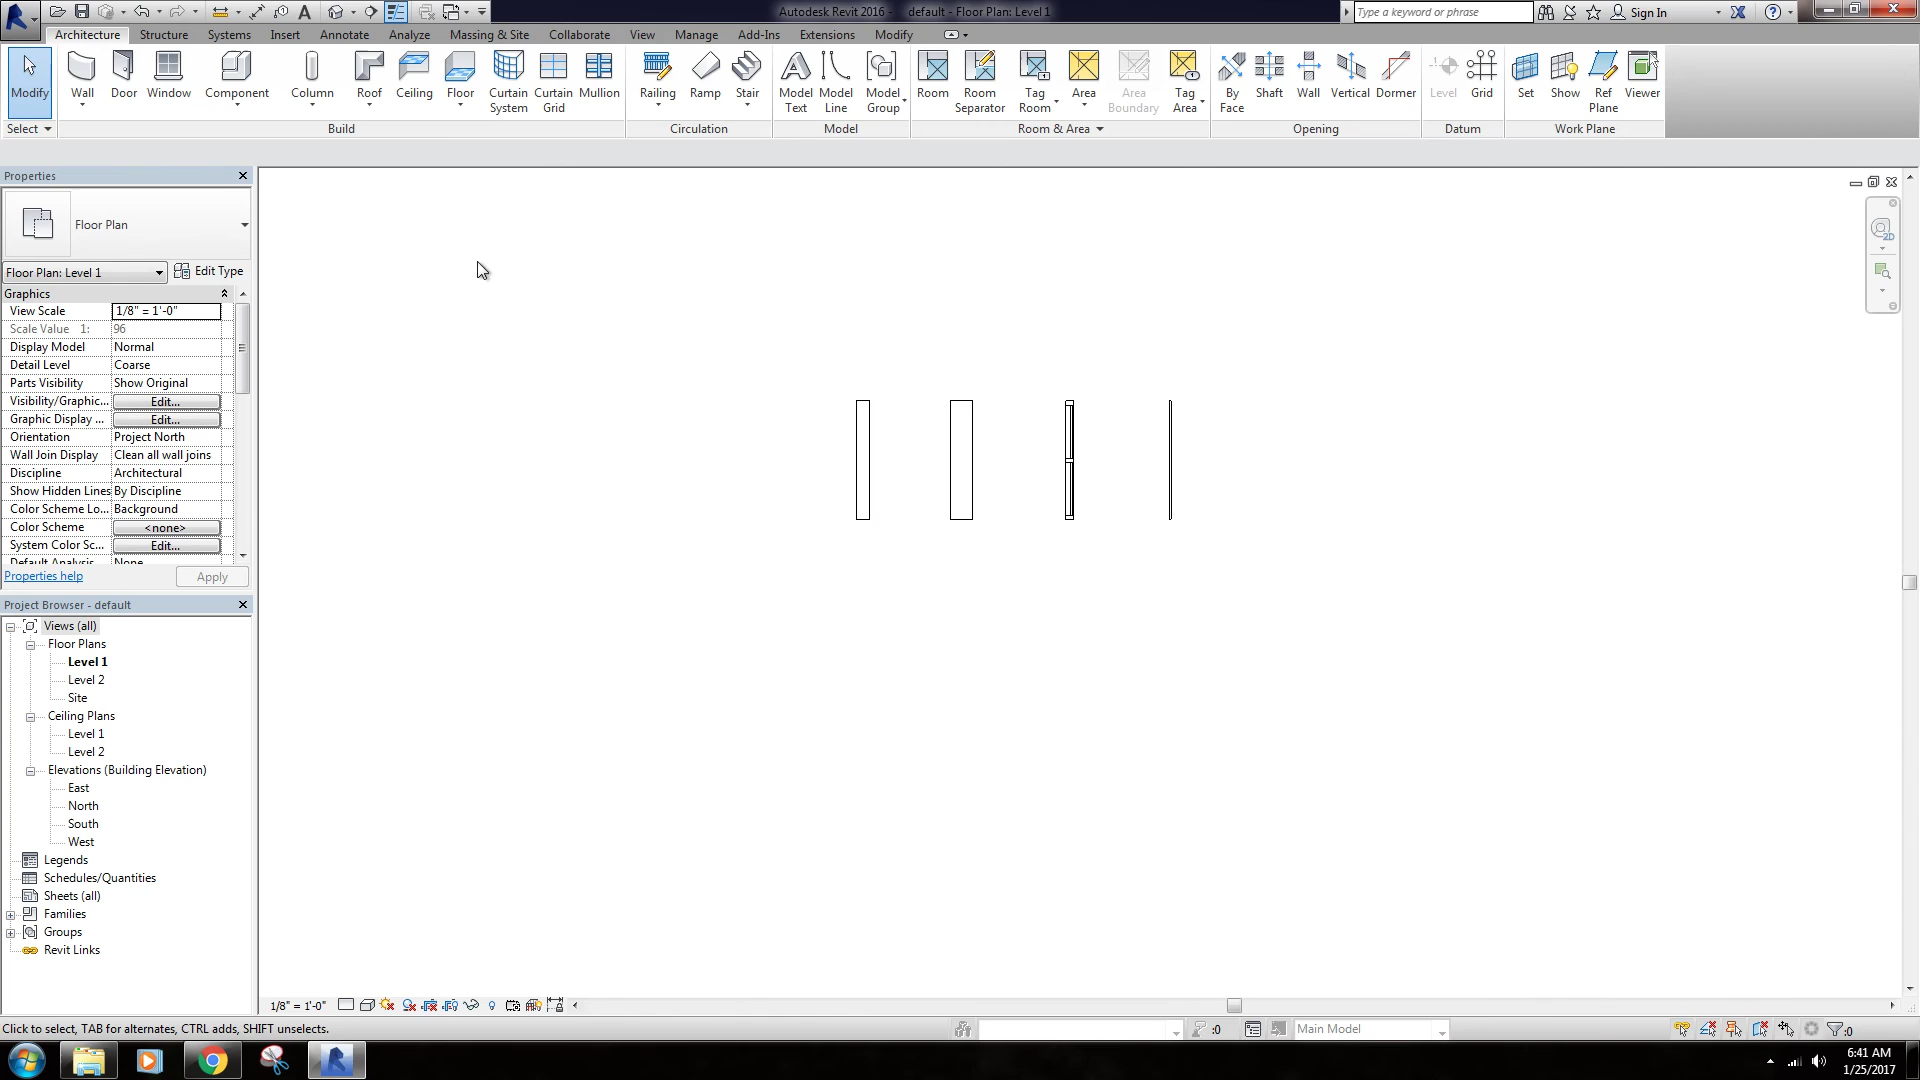 Autodesk Revit 2016 - default - Floor Plan: Level 1
Type a keyword or phrase
Sign In
Architecture Structure Systems Insert Annotate Analyze Massing & Site Collaborate View Manage Add-Ins Extensions Modify
Modify
Wall
Door
Window
Component
Column
Roof
Ceiling
Floor
Curtain
System
Curtain
Grid
Mullion
Railing
Ramp
Stair
Model
Text
Model
Line
Model
Group
Room
Room
Separator
Tag
Room
Area
Area
Boundary
Tag
Area
By
Face
Shaft
Wall
Vertical
Dormer
Level
Grid
Set
Show
Ref
Plane
Viewer
Select
Build
Circulation
Model
Room & Area
Opening
Datum
Work Plane
Properties
Floor Plan
Floor Plan: Level 1
Edit Type
Graphics
View Scale 1/8" = 1'-0"
Scale Value 1: 96
Display Model Normal
Detail Level Coarse
Parts Visibility Show Original
Visibility/Graphic... Edit...
Graphic Display ... Edit...
Orientation Project North
Wall Join Display Clean all wall joins
Discipline Architectural
Show Hidden Lines By Discipline
Color Scheme Lo... Background
Color Scheme <none>
System Color Sc... Edit...
Default Analysis None
Properties help
Apply
Project Browser - default
Views (all)
Floor Plans
Level 1
Level 2
Site
Ceiling Plans
Level 1
Level 2
Elevations (Building Elevation)
East
North
South
West
Legends
Schedules/Quantities
Sheets (all)
Families
Groups
Revit Links
2D
1/8" = 1'-0"
Click to select, TAB for alternates, CTRL adds, SHIFT unselects.
:0
Main Model
:0
6:41 AM
1/25/2017